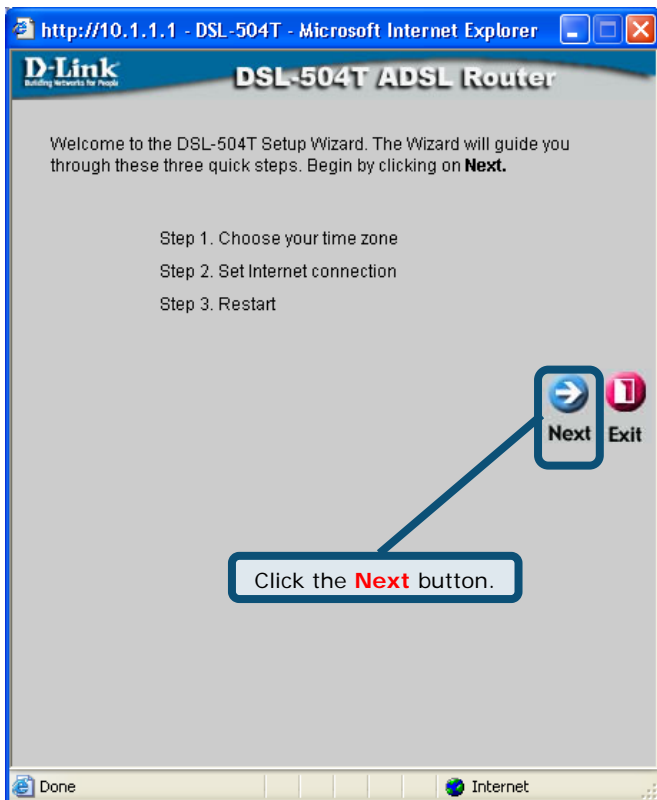 http://10.1.1.1 - DSL-504T - Microsoft Internet Explorer
D-Link
Building Networks for People
DSL-504T ADSL Router
Welcome to the DSL-504T Setup Wizard. The Wizard will guide you
through these three quick steps. Begin by clicking on Next.
Step 1. Choose your time zone
Step 2. Set Internet connection
Step 3. Restart
Next Exit
Click the Next button.
Done Internet